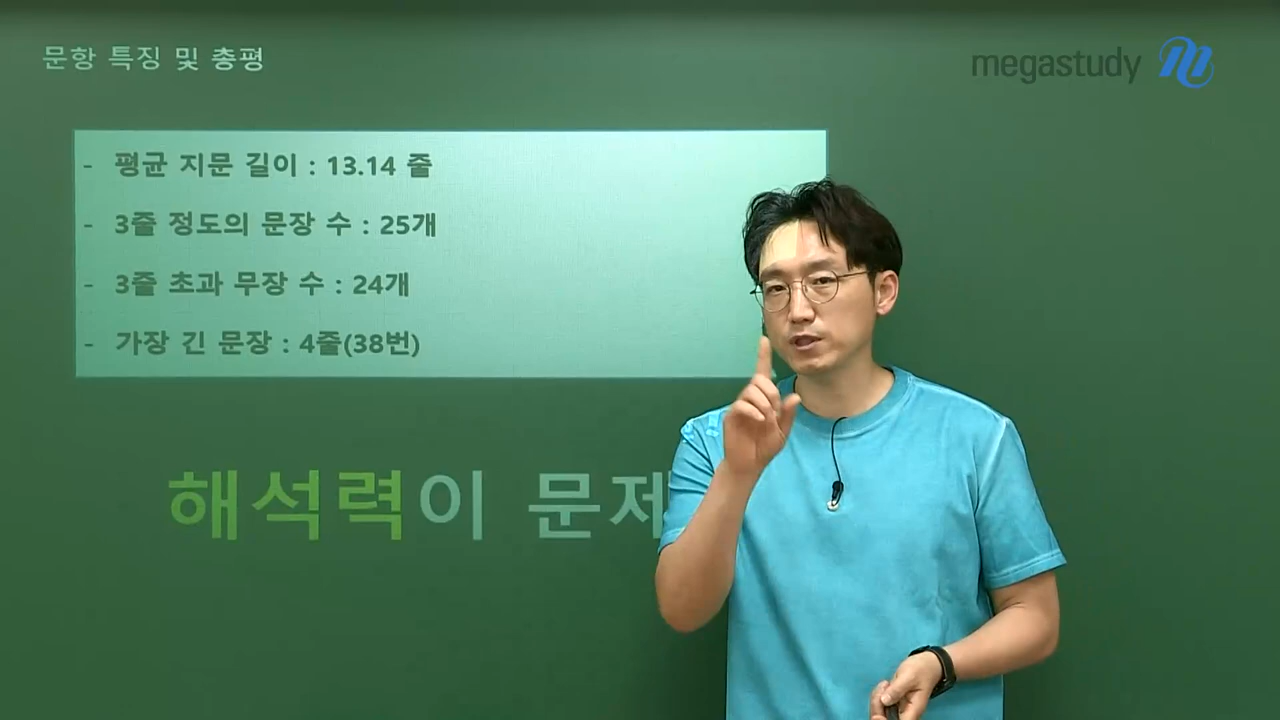 문항 특징 및 총평
megastudy
- 평균 지문 길이 : 13.14 줄
- 3줄 정도의 문장 수 : 25개
- 3줄 초과 무장 수 : 24개
- 가장 긴 문장 : 4줄(38번)
해석력이 문제